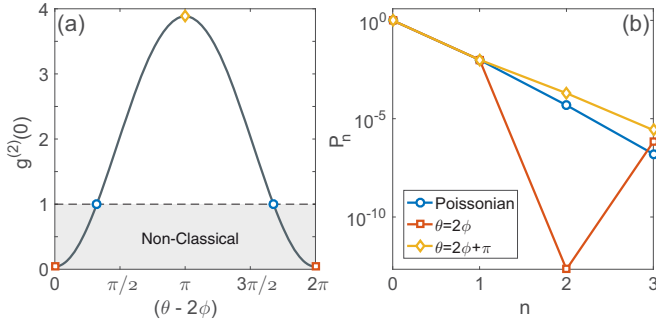 (a)
4
3
2
1
0
g(2)(0)
Non-Classical
0
π/2
π
3π/2
2π
(θ - 2ϕ)
(b)
10^0
10^-5
10^-10
P_n
Poissonian
θ=2ϕ
θ=2ϕ+π
0
1
2
3
n